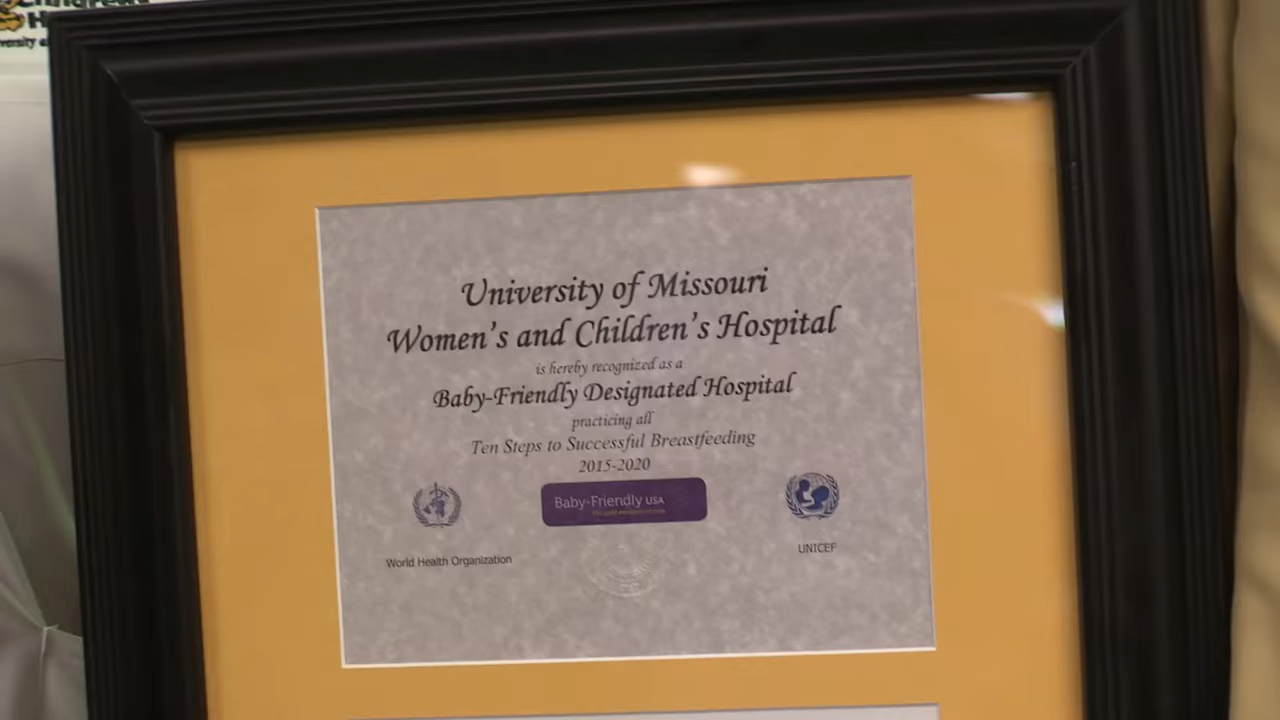 University of Missouri
Women's and Children's Hospital
is hereby recognized as a
Baby-Friendly Designated Hospital
practicing all
Ten Steps to Successful Breastfeeding
2015-2020
Baby-Friendly USA
World Health Organization
UNICEF